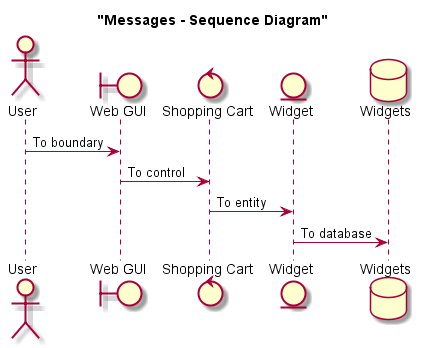 "Messages - Sequence Diagram"
User Web GUI Shopping Cart Widget Widgets
To boundary
To control
To entity
To database
User Web GUI Shopping Cart Widget Widgets